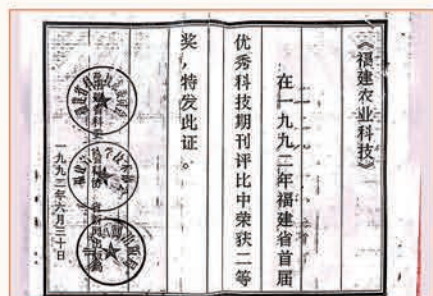 《福建农业科技》
在一九九二年福建省首届
优秀科技期刊评比中荣获二等
奖，特发此证。
一九九二年六月三十日